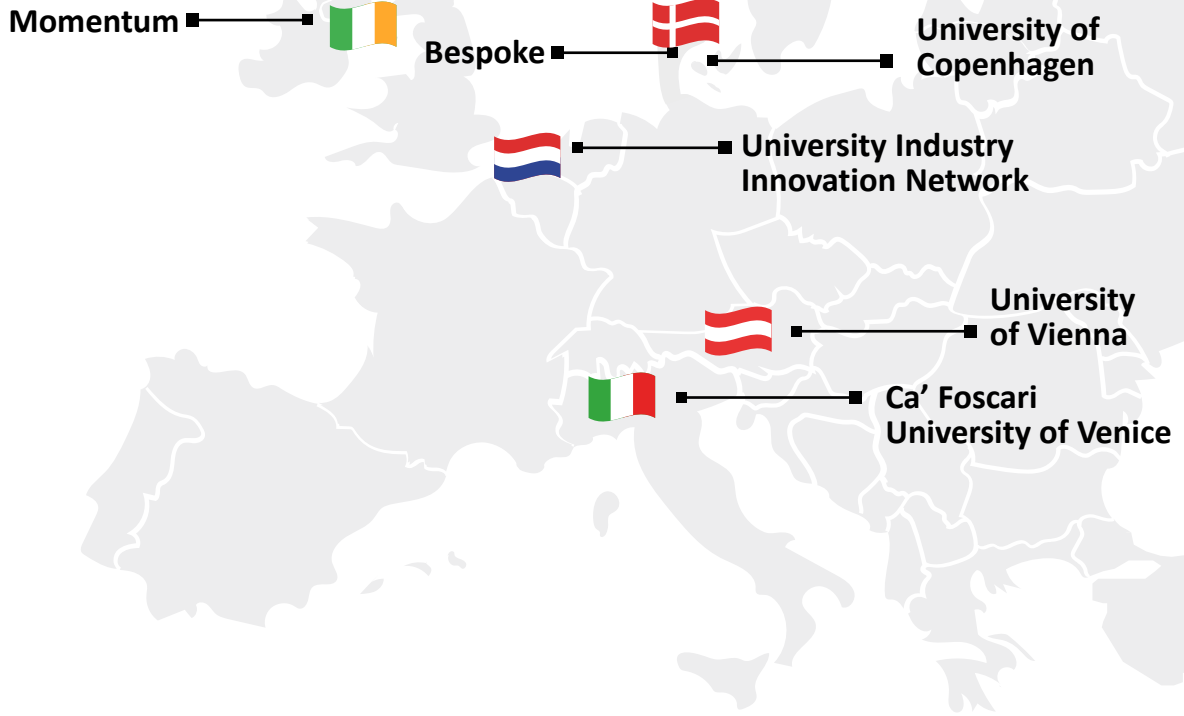 Momentum
Bespoke
University of
Copenhagen
University Industry
Innovation Network
University
of Vienna
Ca’ Foscari
University of Venice